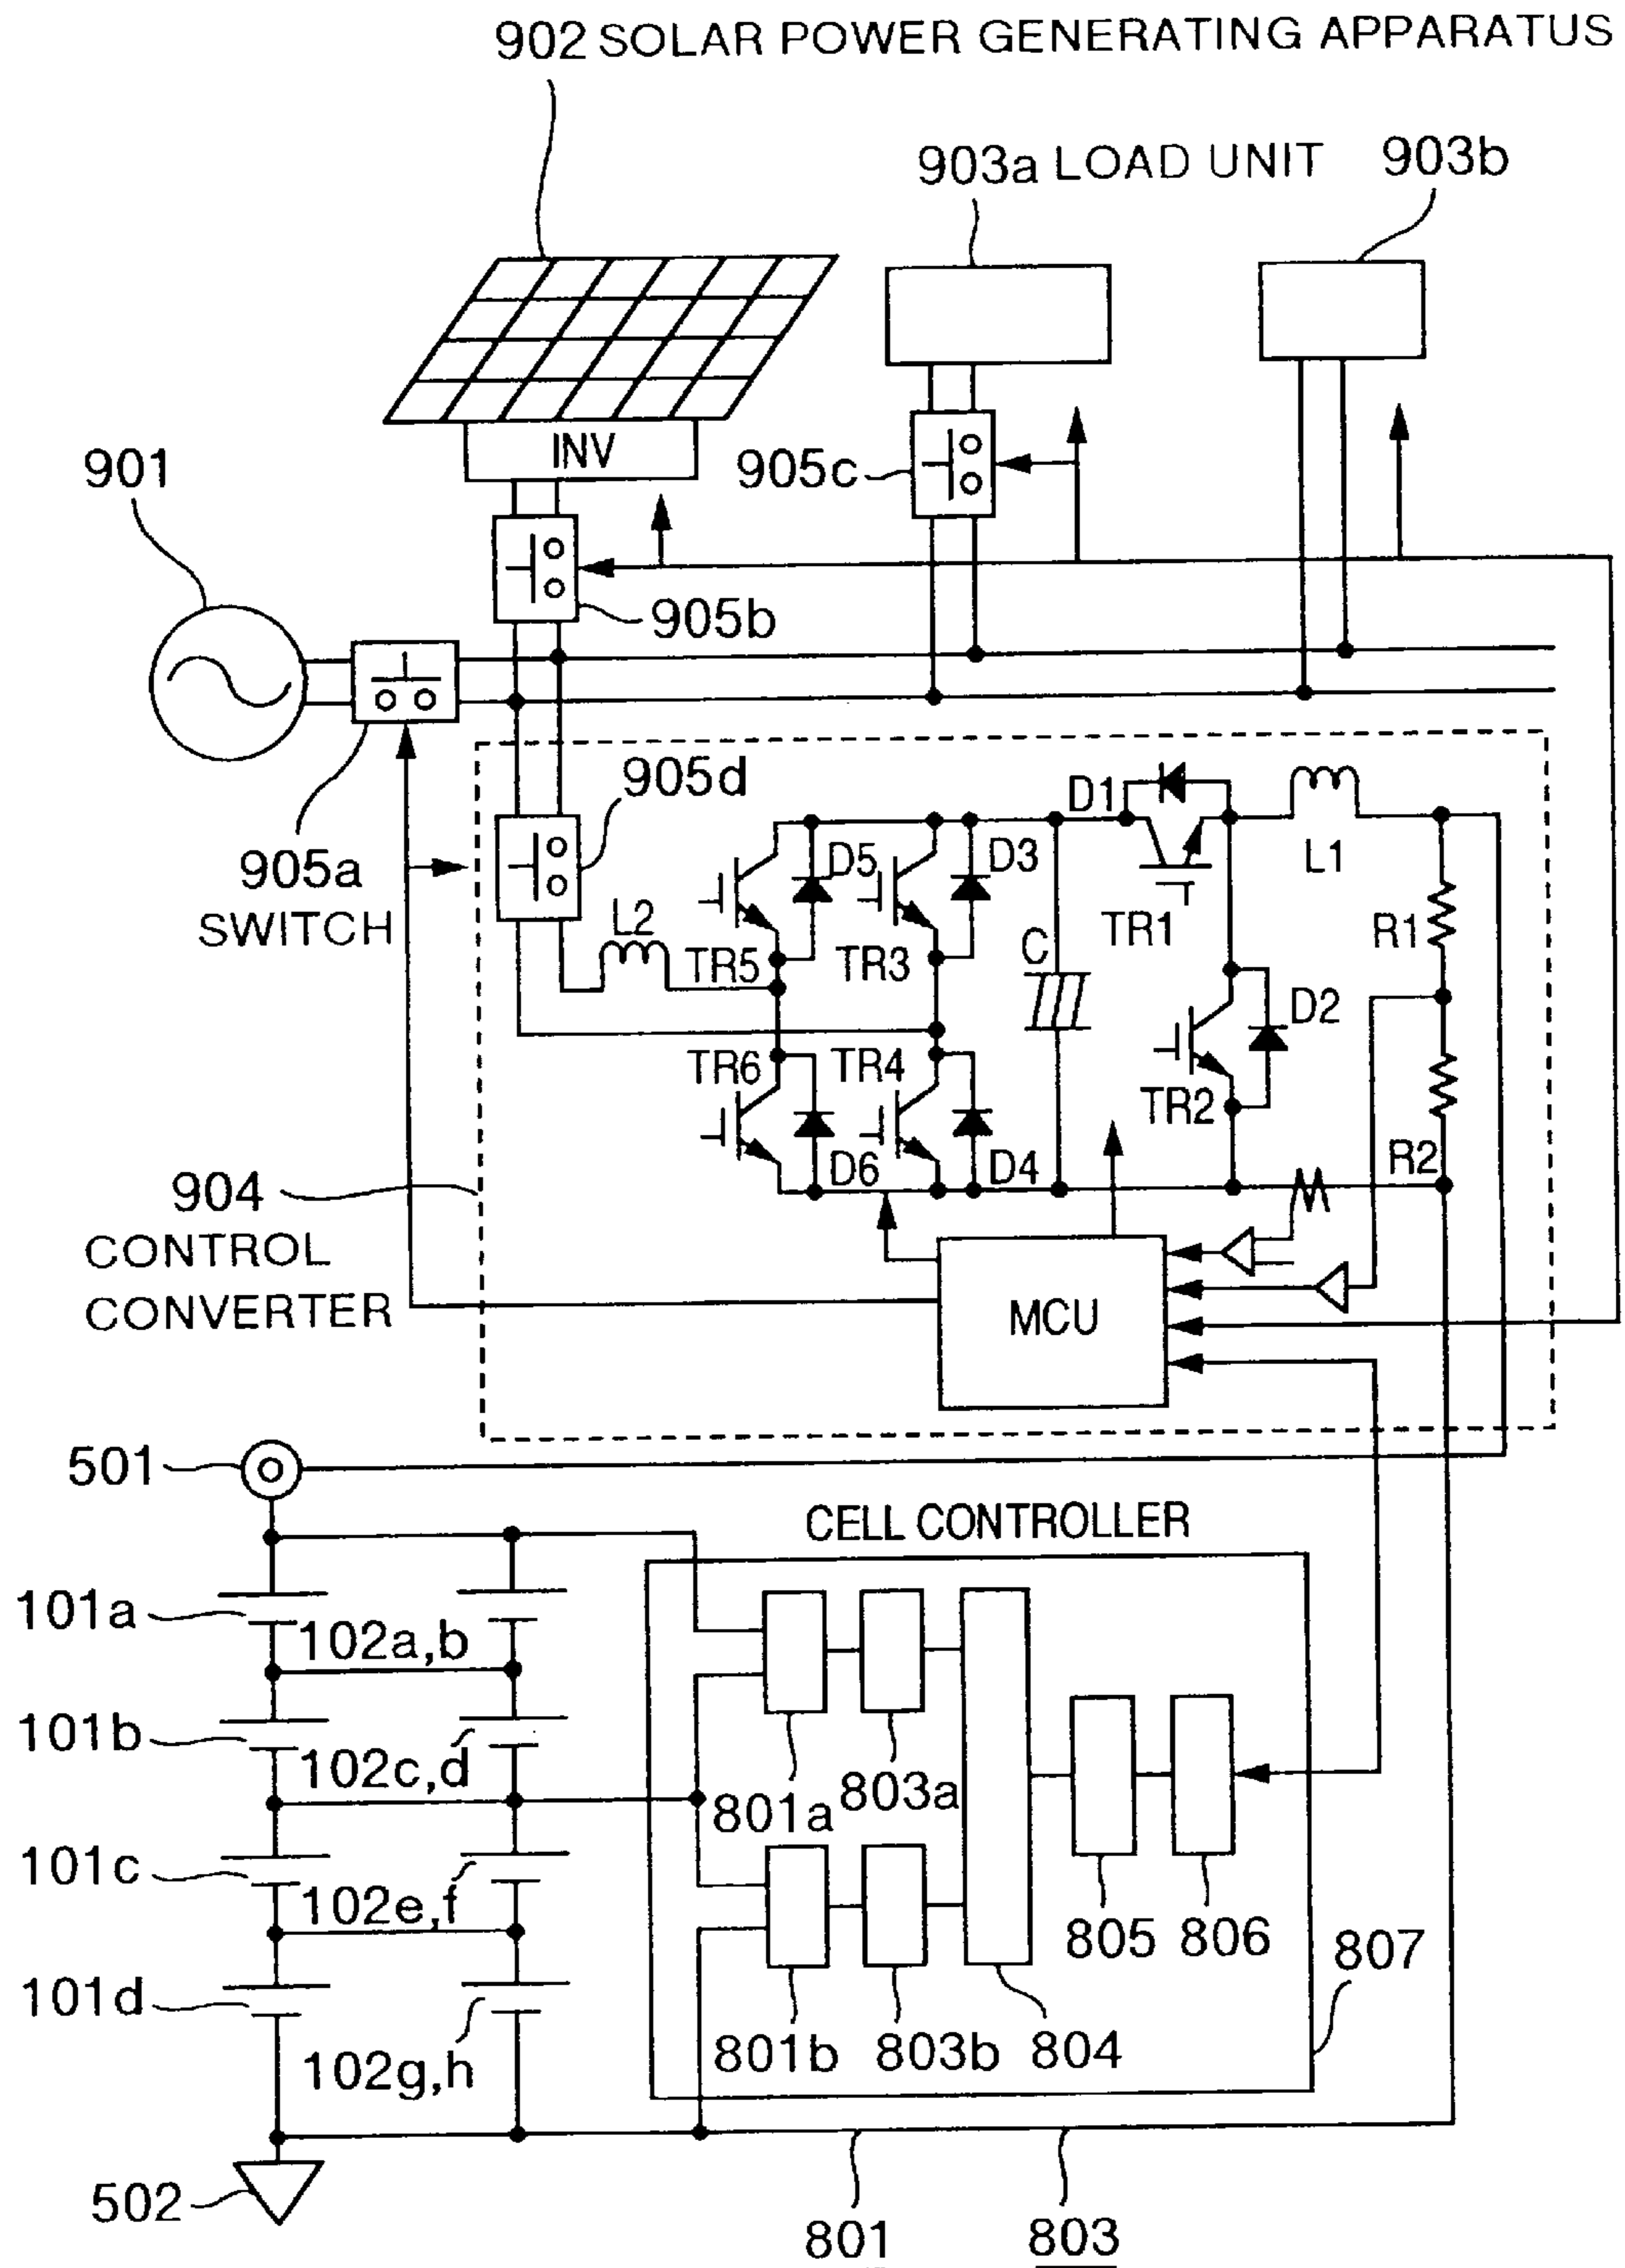 902 SOLAR POWER GENERATING APPARATUS
903a LOAD UNIT
903b
INV
901
905c
905b
905d
905a
SWITCH
D1
L1
D5
D3
TR1
R1
L2
TR5
TR3
C
D2
TR6
TR4
TR2
R2
D6
D4
904
CONTROL
CONVERTER
MCU
501
CELL CONTROLLER
101a
102a,b
101b
102c,d
801a
803a
101c
102e,f
805
806
807
101d
102g,h
801b
803b
804
502
801
803